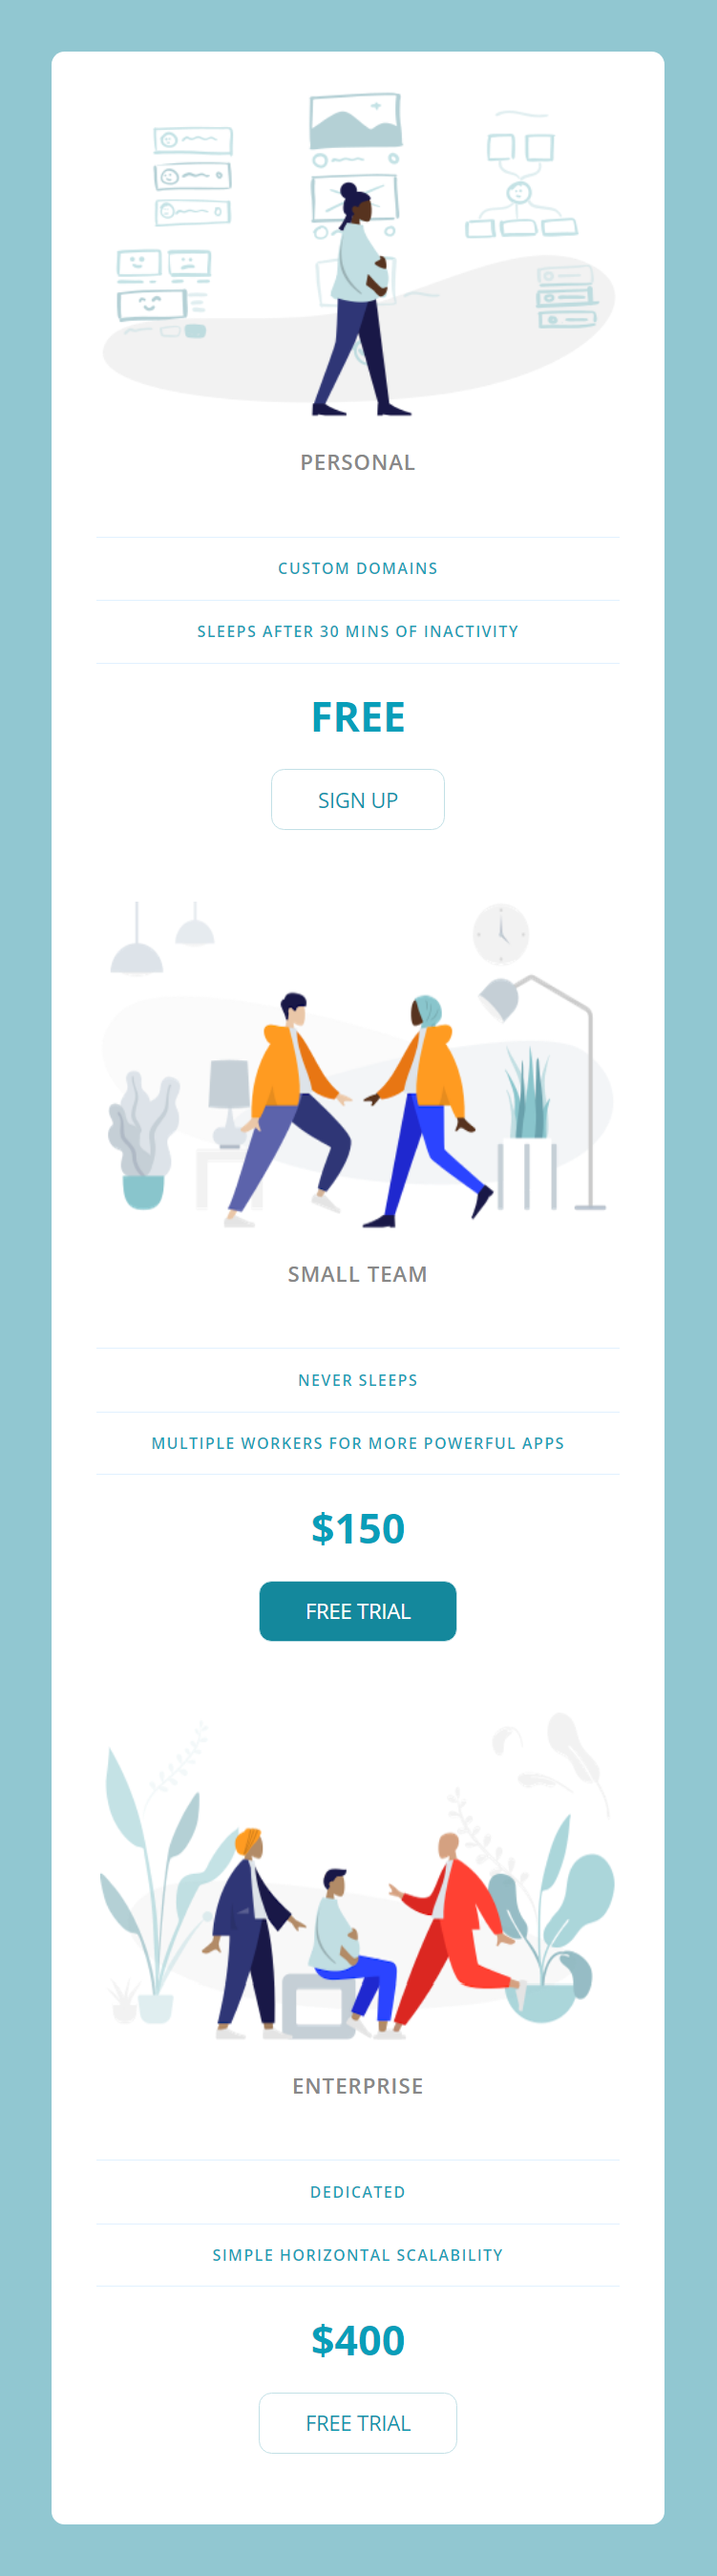 PERSONAL
CUSTOM DOMAINS
SLEEPS AFTER 30 MINS OF INACTIVITY
FREE
SIGN UP
SMALL TEAM
NEVER SLEEPS
MULTIPLE WORKERS FOR MORE POWERFUL APPS
$150
FREE TRIAL
ENTERPRISE
DEDICATED
SIMPLE HORIZONTAL SCALABILITY
$400
FREE TRIAL